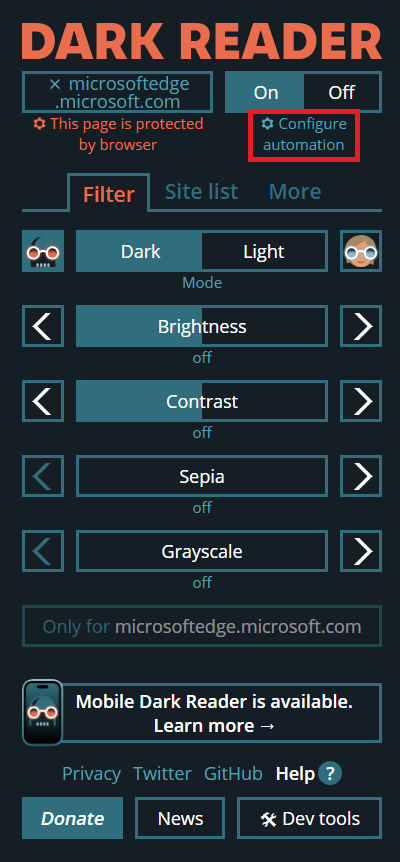 DARK READER
× microsoftedge
.microsoft.com
On
Off
This page is protected
by browser
Configure
automation
Filter
Site list
More
Dark
Light
Mode
Brightness
off
Contrast
off
Sepia
off
Grayscale
off
Only for microsoftedge.microsoft.com
Mobile Dark Reader is available.
Learn more →
Privacy
Twitter
GitHub
Help ?
Donate
News
🛠 Dev tools